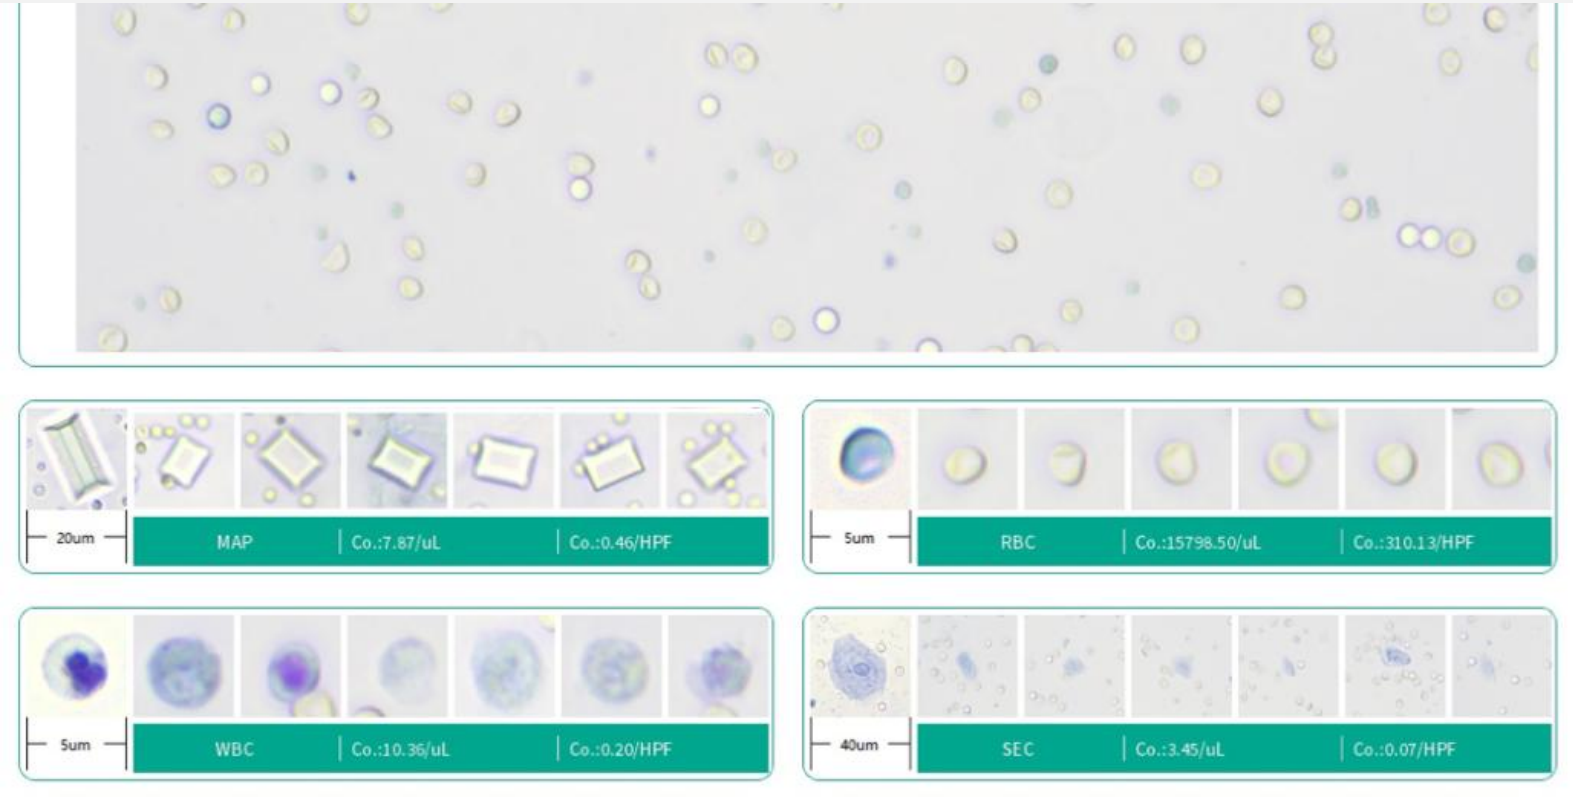 20um
MAP
Co.:7.87/uL
Co.:0.46/HPF
5um
RBC
Co.:15798.50/uL
Co.:310.13/HPF
5um
WBC
Co.:10.36/uL
Co.:0.20/HPF
40um
SEC
Co.:3.45/uL
Co.:0.07/HPF